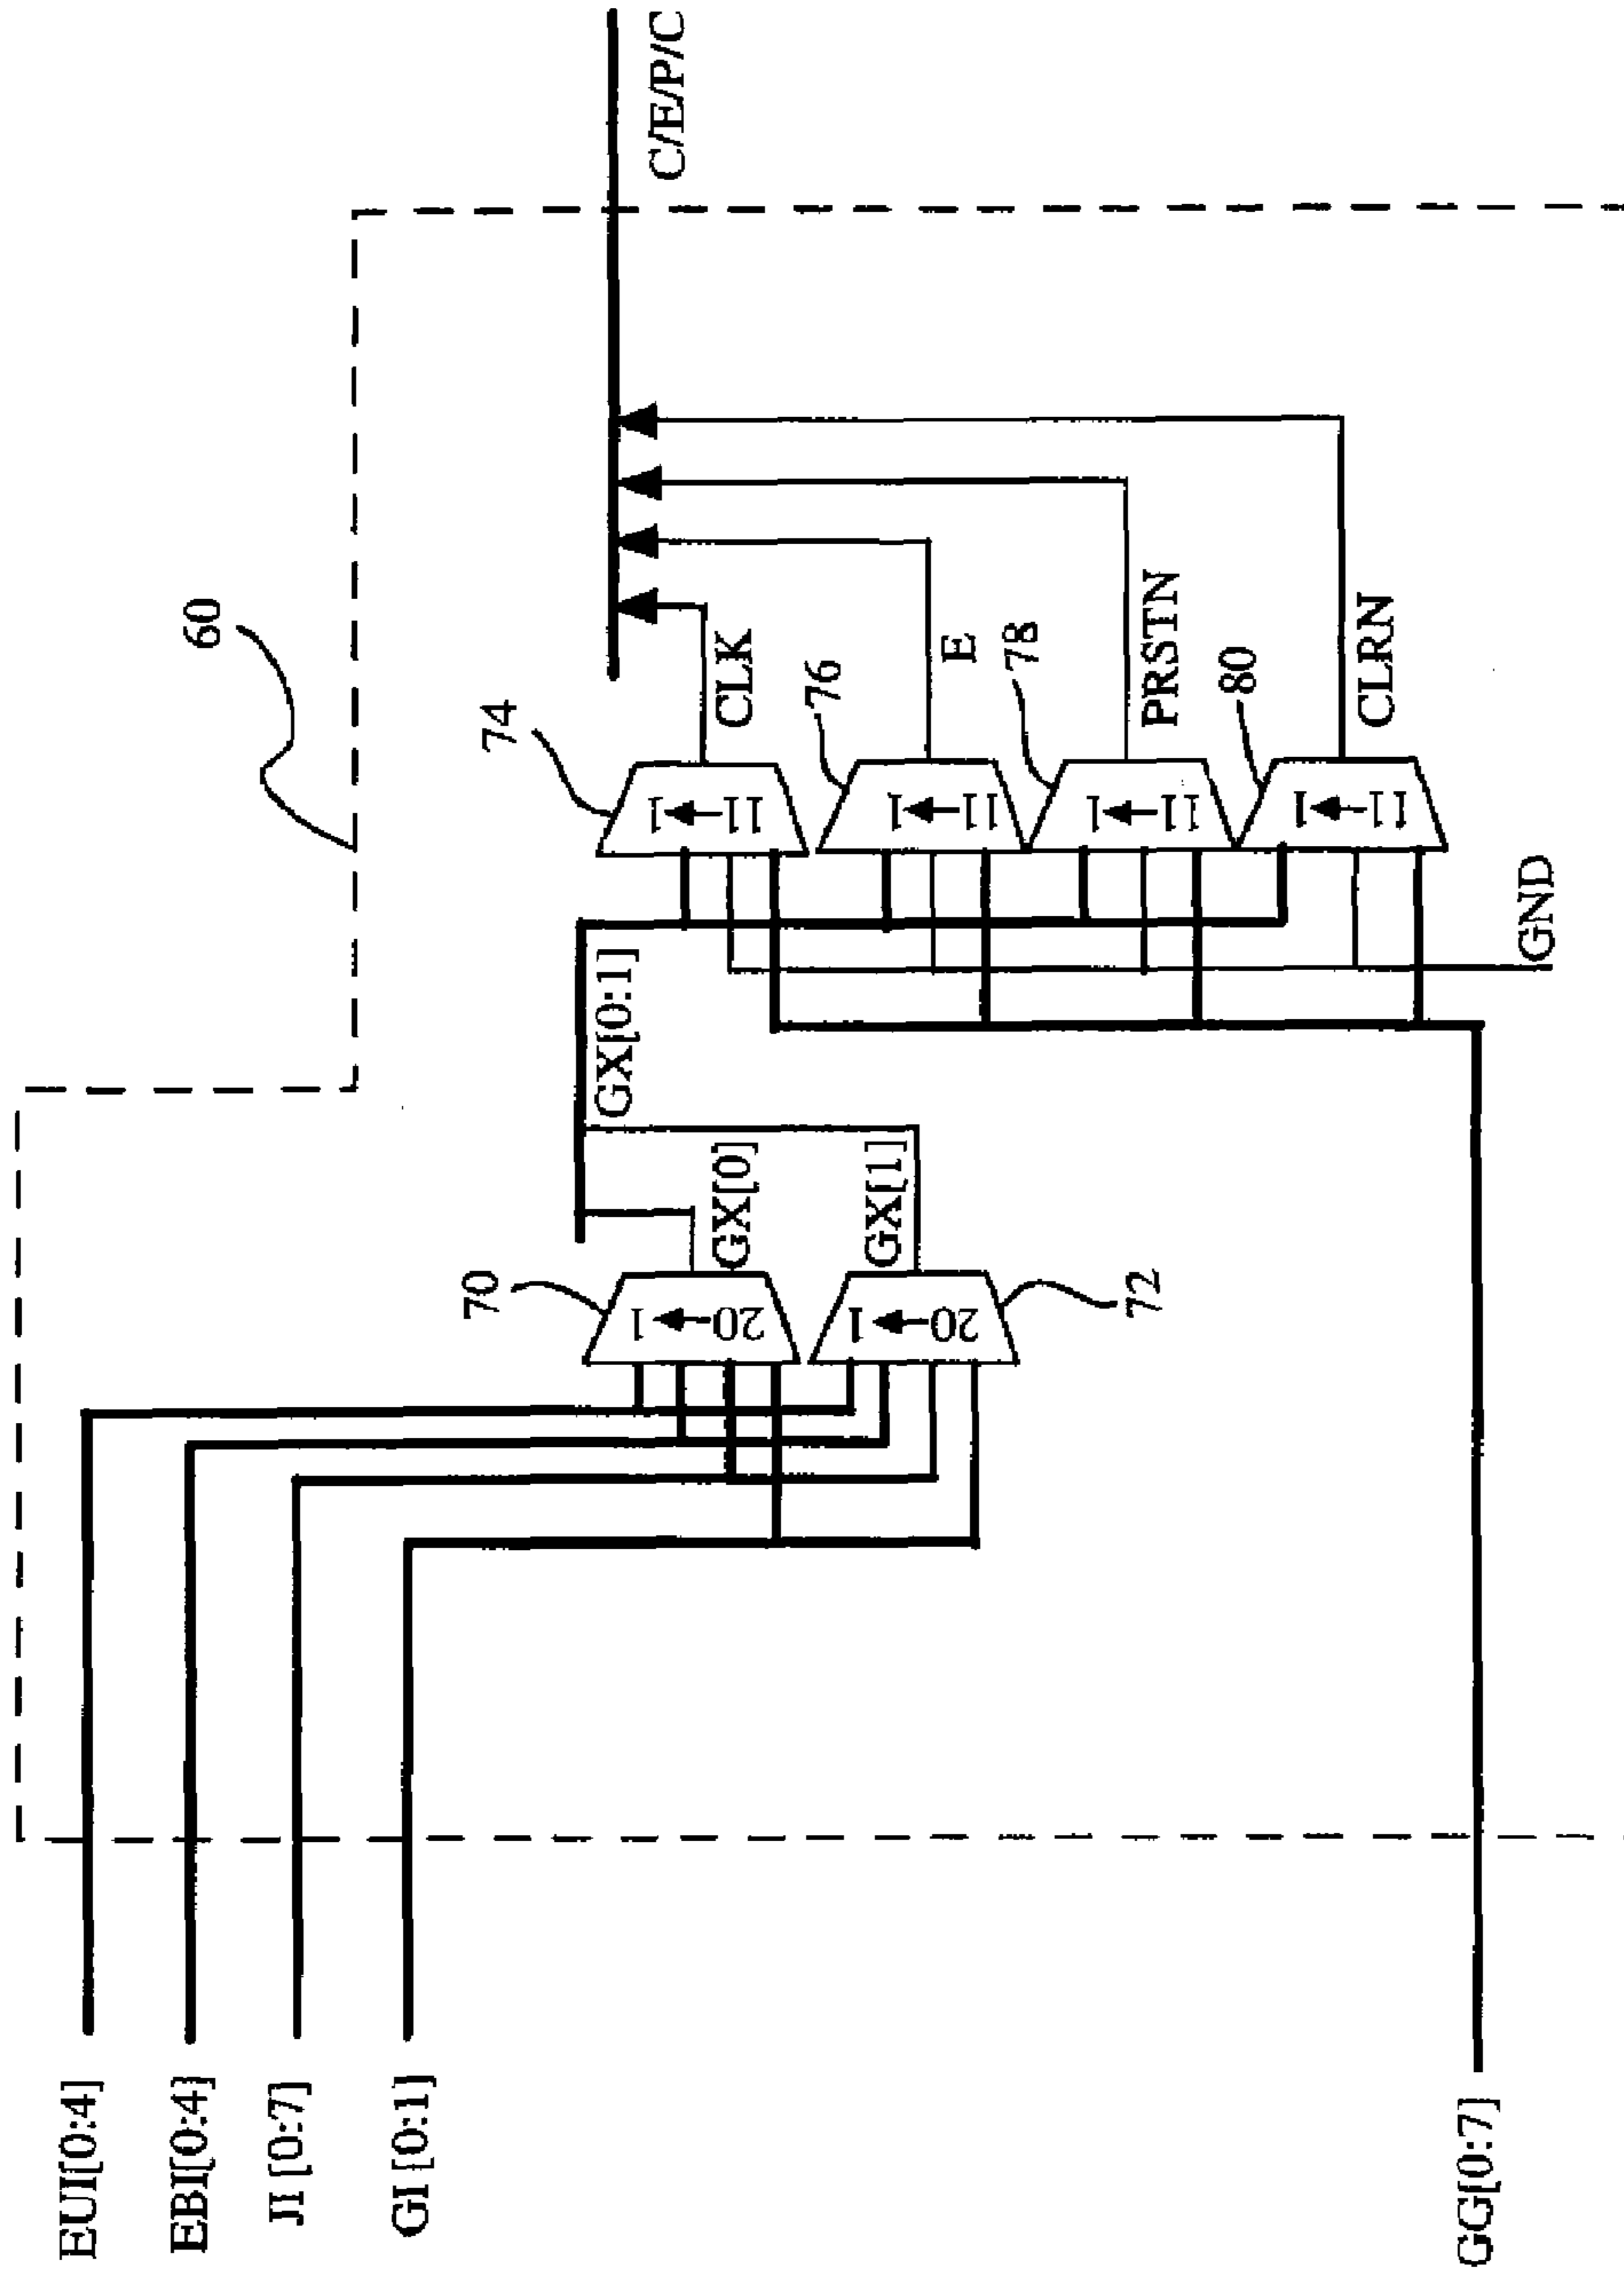 EUI[0:4]
EBI[0:4]
JI [0:7]
GI [0:1]
GG[0:7]
70
20 1
GX[0]
20 1
72
GX[1]
GX[0:1]
GND
60
74
11 1
CLK
76
11 1
E
78
11 1
PRSTN
80
11 1
CLRN
C/E/P/C